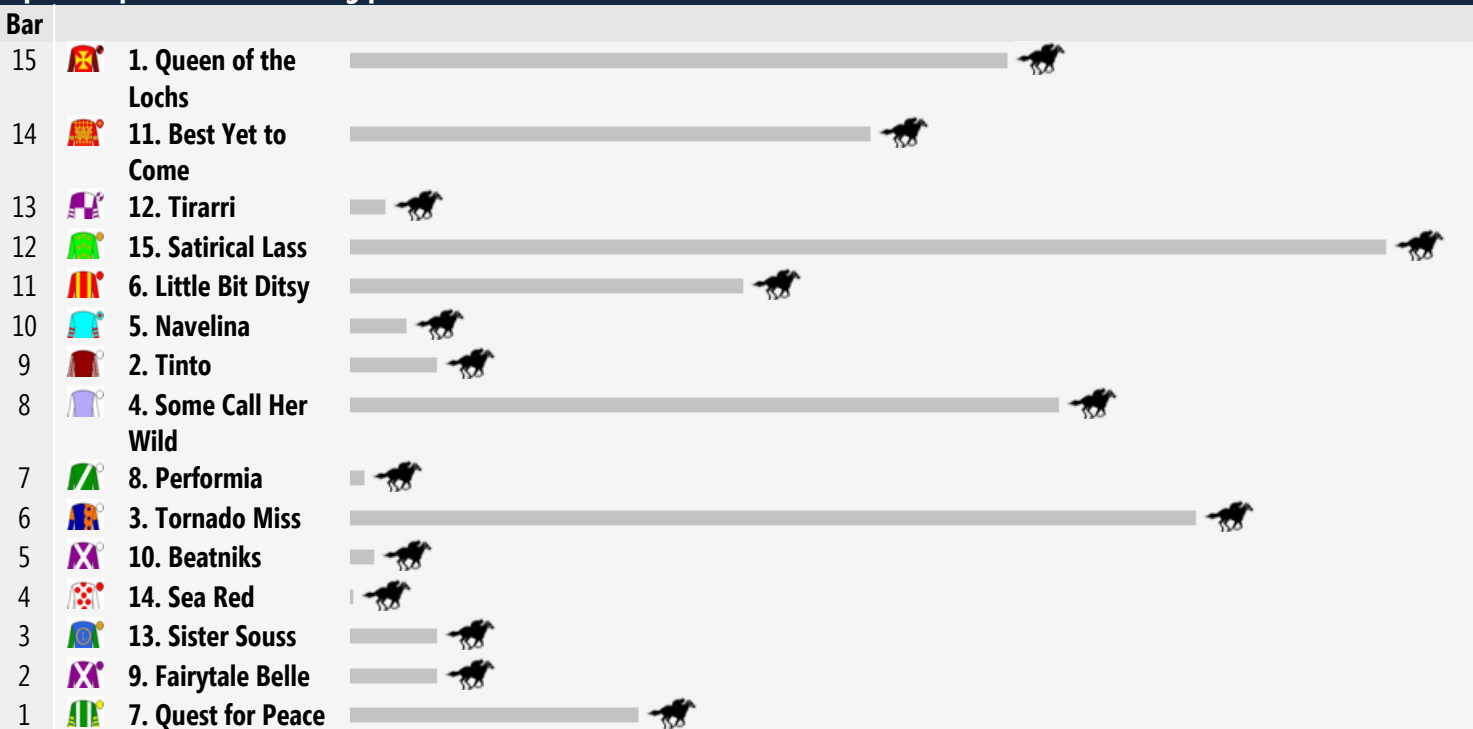 Bar
15 1. Queen of the
Lochs
14 11. Best Yet to
Come
13 12. Tirarri
12 15. Satirical Lass
11 6. Little Bit Ditsy
10 5. Navelina
9 2. Tinto
8 4. Some Call Her
Wild
7 8. Performia
6 3. Tornado Miss
5 10. Beatniks
4 14. Sea Red
3 13. Sister Souss
2 9. Fairytale Belle
1 7. Quest for Peace